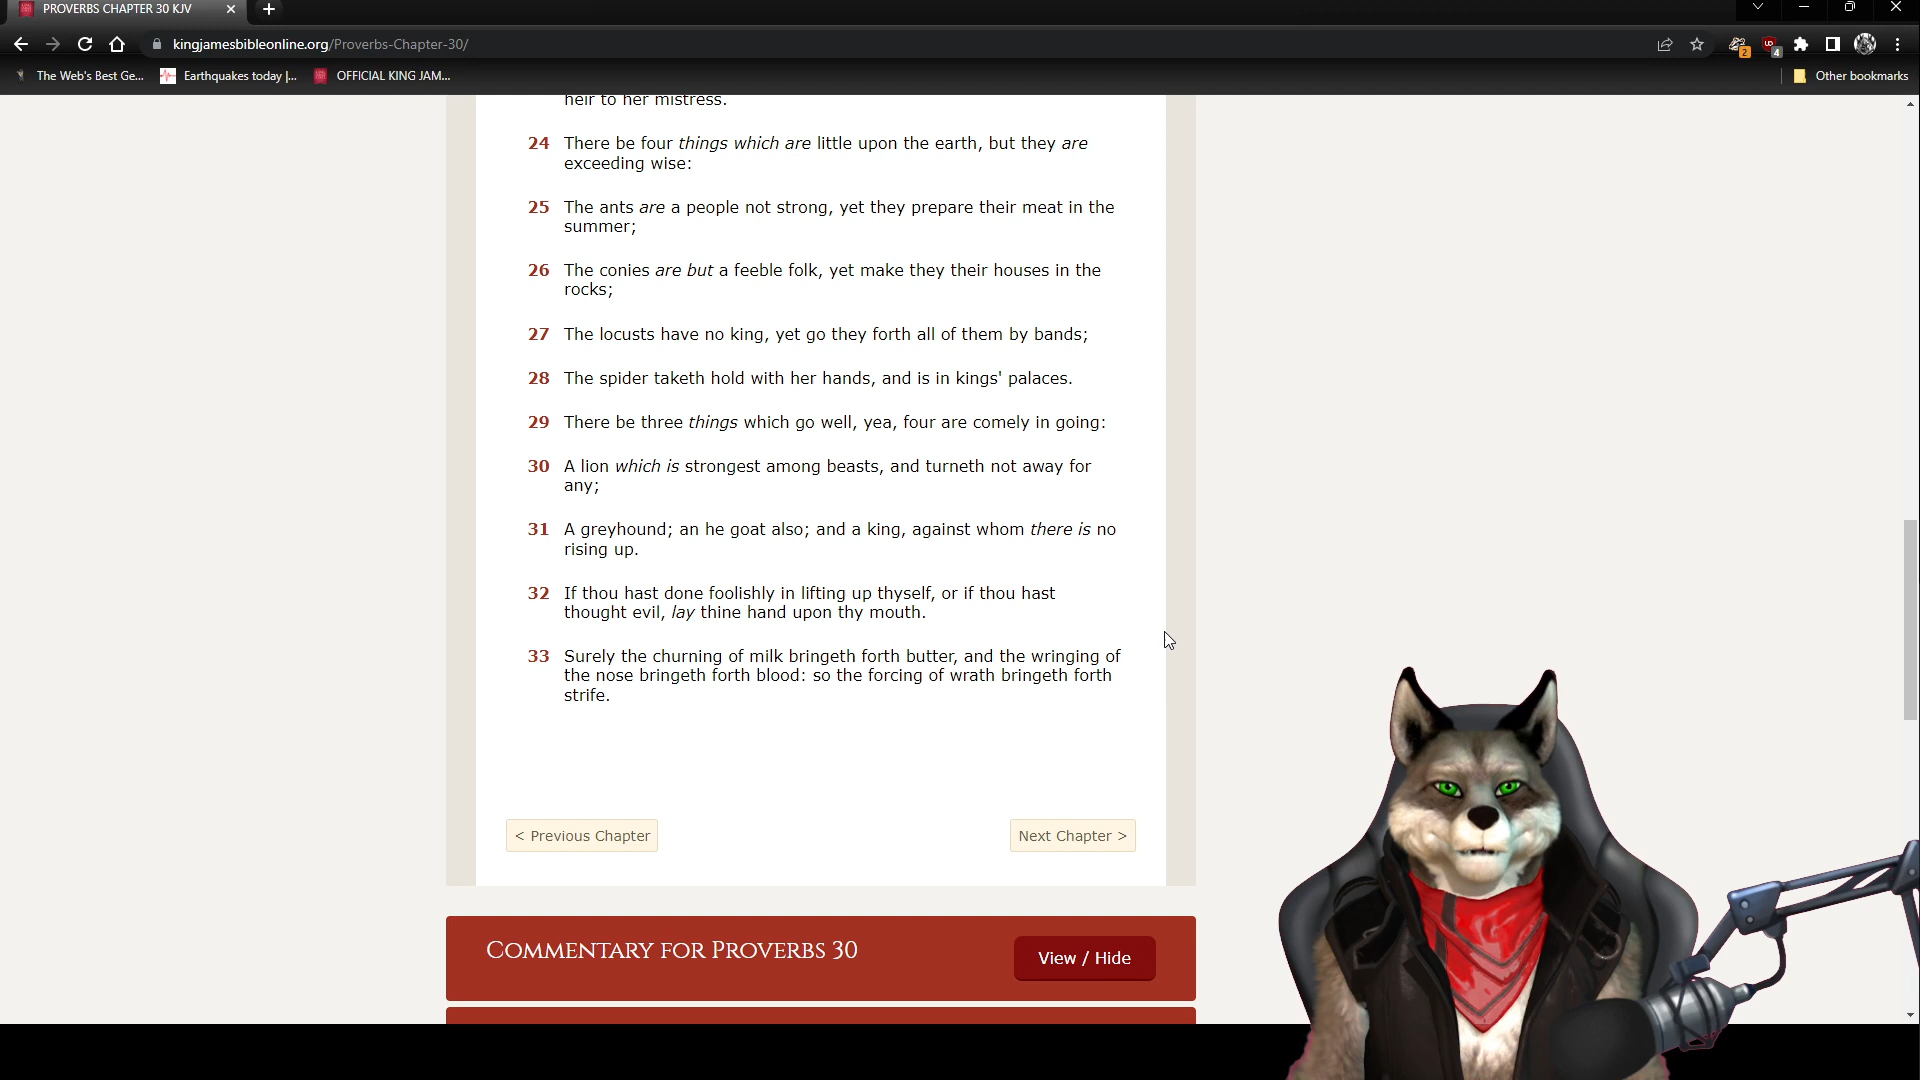 PROVERBS CHAPTER 30 KJV
kingjamesbibleonline.org/Proverbs-Chapter-30/
2
UD
4
The Web's Best Ge...
Earthquakes today |...
OFFICIAL KING JAM...
Other bookmarks
heir to her mistress.
24 There be four things which are little upon the earth, but they are
exceeding wise:
25 The ants are a people not strong, yet they prepare their meat in the
summer;
26 The conies are but a feeble folk, yet make they their houses in the
rocks;
27 The locusts have no king, yet go they forth all of them by bands;
28 The spider taketh hold with her hands, and is in kings' palaces.
29 There be three things which go well, yea, four are comely in going:
30 A lion which is strongest among beasts, and turneth not away for
any;
31 A greyhound; an he goat also; and a king, against whom there is no
rising up.
32 If thou hast done foolishly in lifting up thyself, or if thou hast
thought evil, lay thine hand upon thy mouth.
33 Surely the churning of milk bringeth forth butter, and the wringing of
the nose bringeth forth blood: so the forcing of wrath bringeth forth
strife.
< Previous Chapter
Next Chapter >
Commentary for Proverbs 30
View / Hide